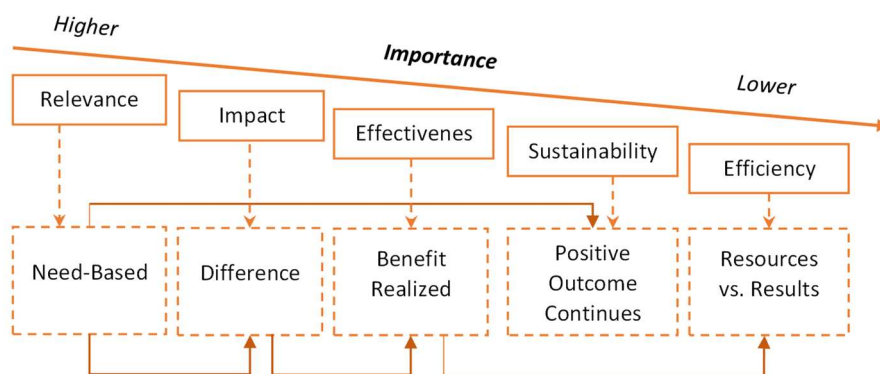 Higher
Importance
Lower
Relevance
Impact
Effectivenes
Sustainability
Efficiency
Need-Based
Difference
Benefit
Realized
Positive
Outcome
Continues
Resources
vs. Results